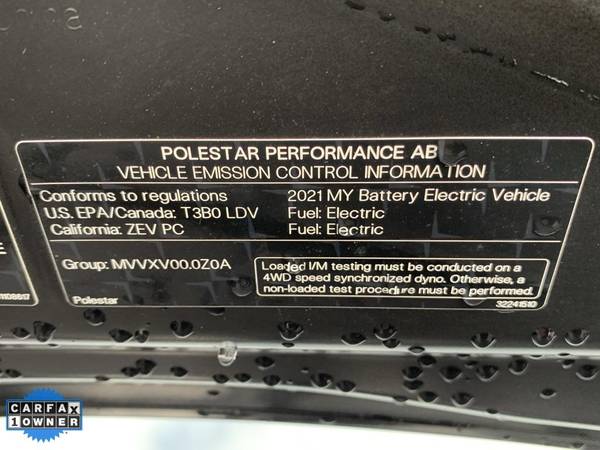 POLESTAR PERFORMANCE AB
VEHICLE EMISSION CONTROL INFORMATION
Conforms to regulations 2021 MY Battery Electric Vehicle
U.S. EPA/Canada: T3B0 LDV Fuel: Electric
California: ZEV PC Fuel: Electric
Group: MVVXV00.0Z0A
Loaded I/M testing must be conducted on a
4WD speed synchronized dyno. Otherwise, a
non-loaded test procedure must be performed.
Polestar 32241510
CARFAX
1 OWNER